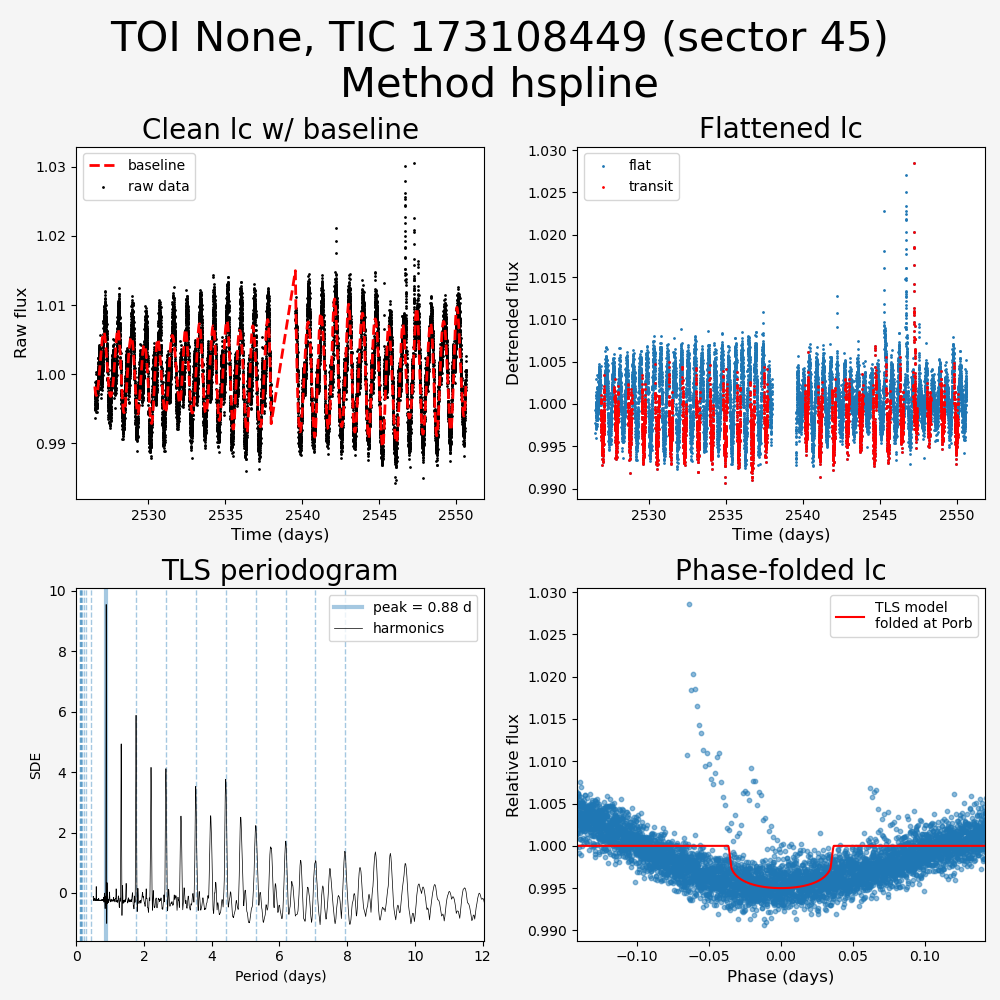 TOI None, TIC 173108449 (sector 45)
Method hspline
Clean lc w/ baseline
baseline
raw data
1.03
1.02
1.01
1.00
0.99
Raw flux
2530
2535
2540
2545
2550
Time (days)
Flattened lc
flat
transit
1.030
1.025
1.020
1.015
1.010
1.005
1.000
0.995
0.990
Detrended flux
2530
2535
2540
2545
2550
Time (days)
TLS periodogram
peak = 0.88 d
harmonics
10
8
6
4
2
0
SDE
0
2
4
6
8
10
12
Period (days)
Phase-folded lc
TLS model
folded at Porb
1.030
1.025
1.020
1.015
1.010
1.005
1.000
0.995
0.990
Relative flux
−0.10
−0.05
0.00
0.05
0.10
Phase (days)